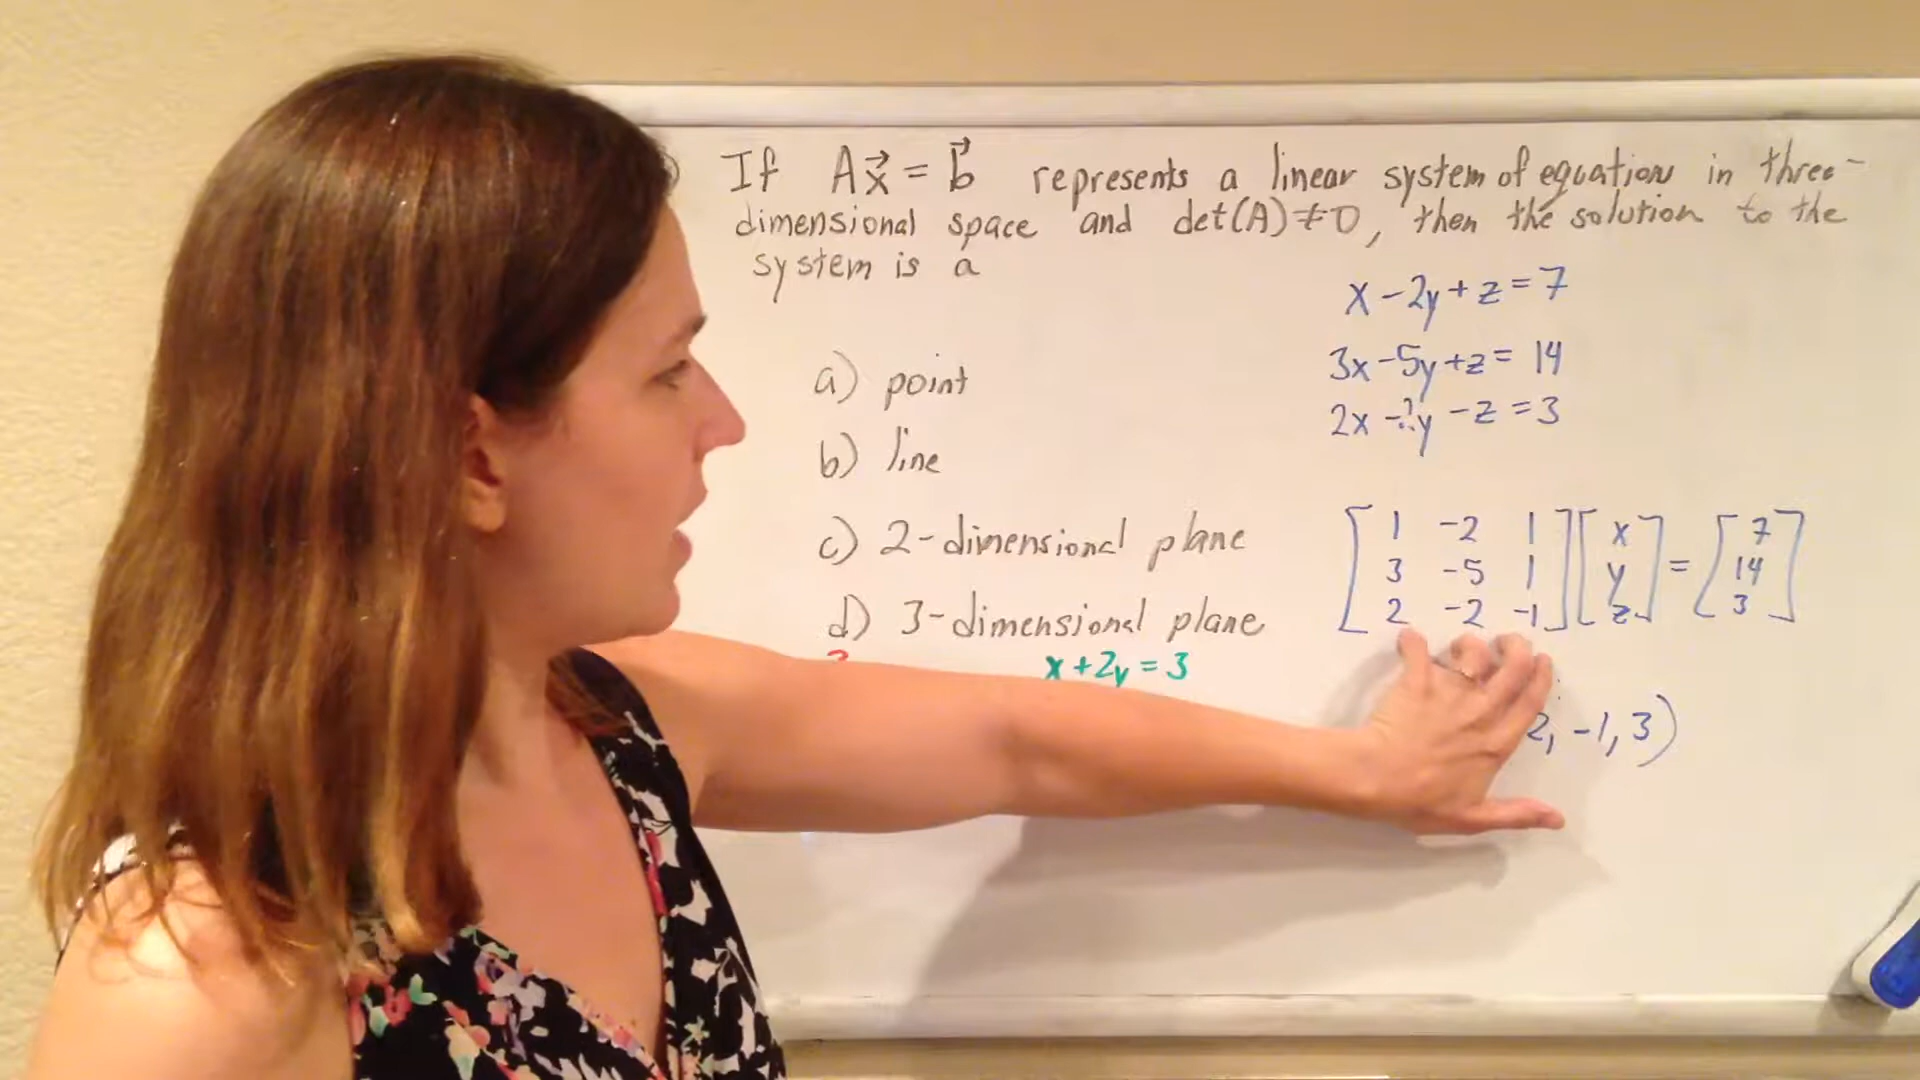 ) If Ax⃗ = b⃗ represents a linear system of equation in three-
dimensional space and det(A)≠0, then the solution to the
system is a
a) point
b) line
c) 2-dimensional plane
d) 3-dimensional plane
x+2y=3
x-2y+z=7
3x-5y+z=14
2x-2y-z=3
[1 -2 1] [x] = [7]
[3 -5 1] [y] [14]
[2 -2 -1] [z] [3]
2, -1, 3)